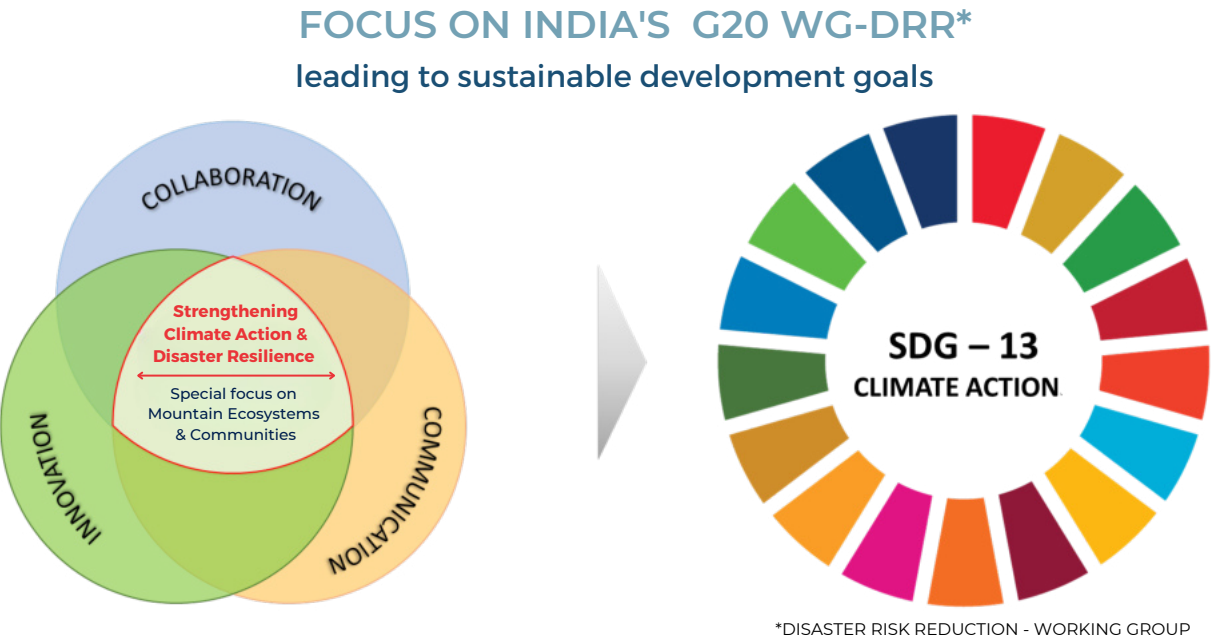 FOCUS ON INDIA'S G20 WG-DRR*
leading to sustainable development goals
COLLABORATION
Strengthening
Climate Action &
Disaster Resilience
Special focus on
Mountain Ecosystems
& Communities
INNOVATION
COMMUNICATION
SDG – 13
CLIMATE ACTION
*DISASTER RISK REDUCTION - WORKING GROUP